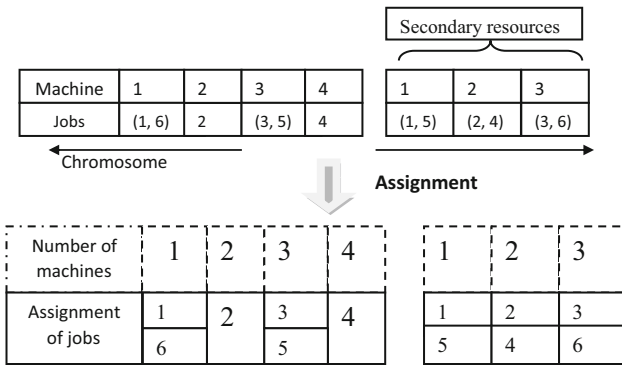 Secondary resources
Machine 1 2 3 4 1 2 3
Jobs (1, 6) 2 (3, 5) 4 (1, 5) (2, 4) (3, 6)
Chromosome
Assignment
Number of
machines
1 2 3 4 1 2 3
Assignment
of jobs
1 2 3 4 1 2 3
6 5 5 4 6